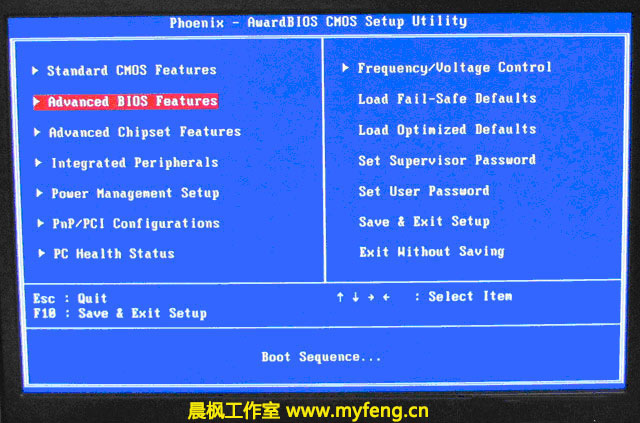 Phoenix - AwardBIOS CMOS Setup Utility
Standard CMOS Features
Advanced BIOS Features
Advanced Chipset Features
Integrated Peripherals
Power Management Setup
PnP/PCI Configurations
PC Health Status
Frequency/Voltage Control
Load Fail-Safe Defaults
Load Optimized Defaults
Set Supervisor Password
Set User Password
Save & Exit Setup
Exit Without Saving
Esc : Quit
F10 : Save & Exit Setup
↑ ↓ → ← : Select Item
Boot Sequence...
晨枫工作室 www.myfeng.cn